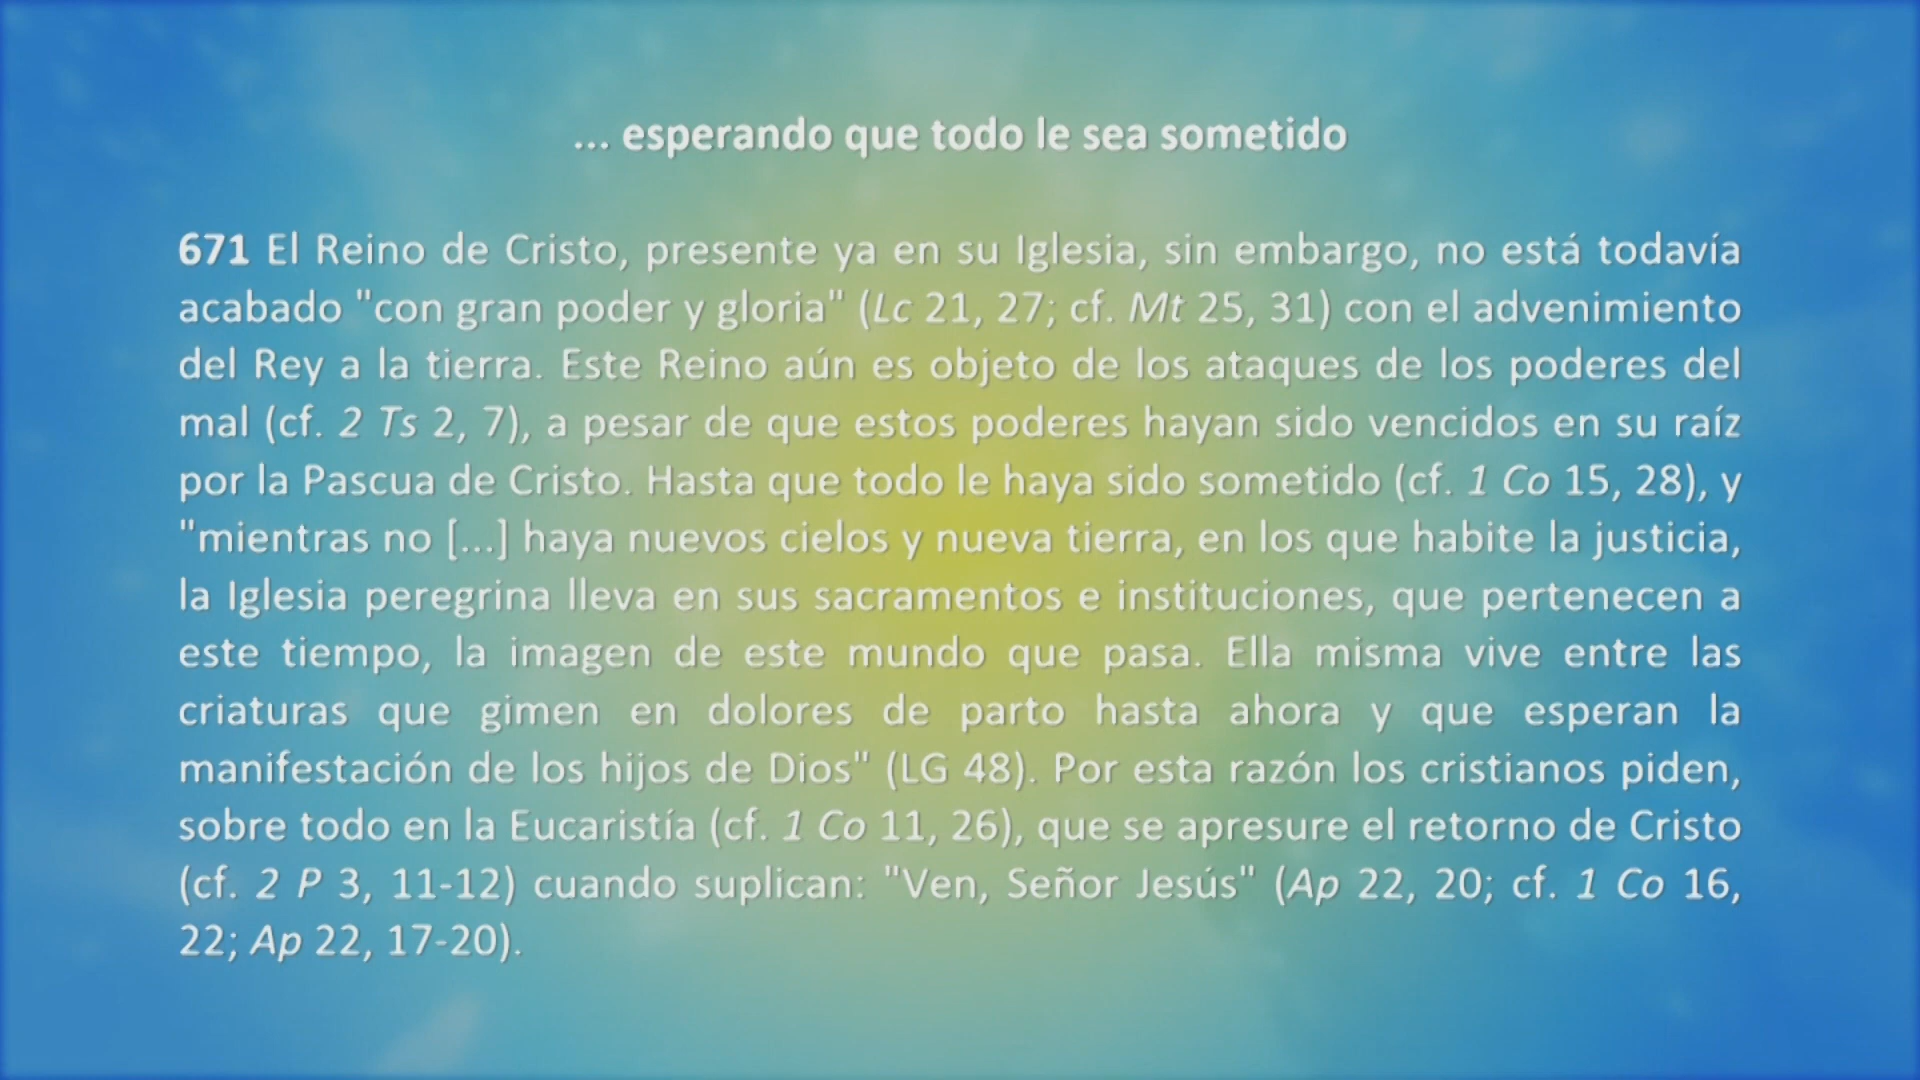 ... esperando que todo le sea sometido
671 El Reino de Cristo, presente ya en su Iglesia, sin embargo, no está todavía
acabado "con gran poder y gloria" (Lc 21, 27; cf. Mt 25, 31) con el advenimiento
del Rey a la tierra. Este Reino aún es objeto de los ataques de los poderes del
mal (cf. 2 Ts 2, 7), a pesar de que estos poderes hayan sido vencidos en su raíz
por la Pascua de Cristo. Hasta que todo le haya sido sometido (cf. 1 Co 15, 28), y
"mientras no [...] haya nuevos cielos y nueva tierra, en los que habite la justicia,
la Iglesia peregrina lleva en sus sacramentos e instituciones, que pertenecen a
este tiempo, la imagen de este mundo que pasa. Ella misma vive entre las
criaturas que gimen en dolores de parto hasta ahora y que esperan la
manifestación de los hijos de Dios" (LG 48). Por esta razón los cristianos piden,
sobre todo en la Eucaristía (cf. 1 Co 11, 26), que se apresure el retorno de Cristo
(cf. 2 P 3, 11-12) cuando suplican: "Ven, Señor Jesús" (Ap 22, 20; cf. 1 Co 16,
22; Ap 22, 17-20).